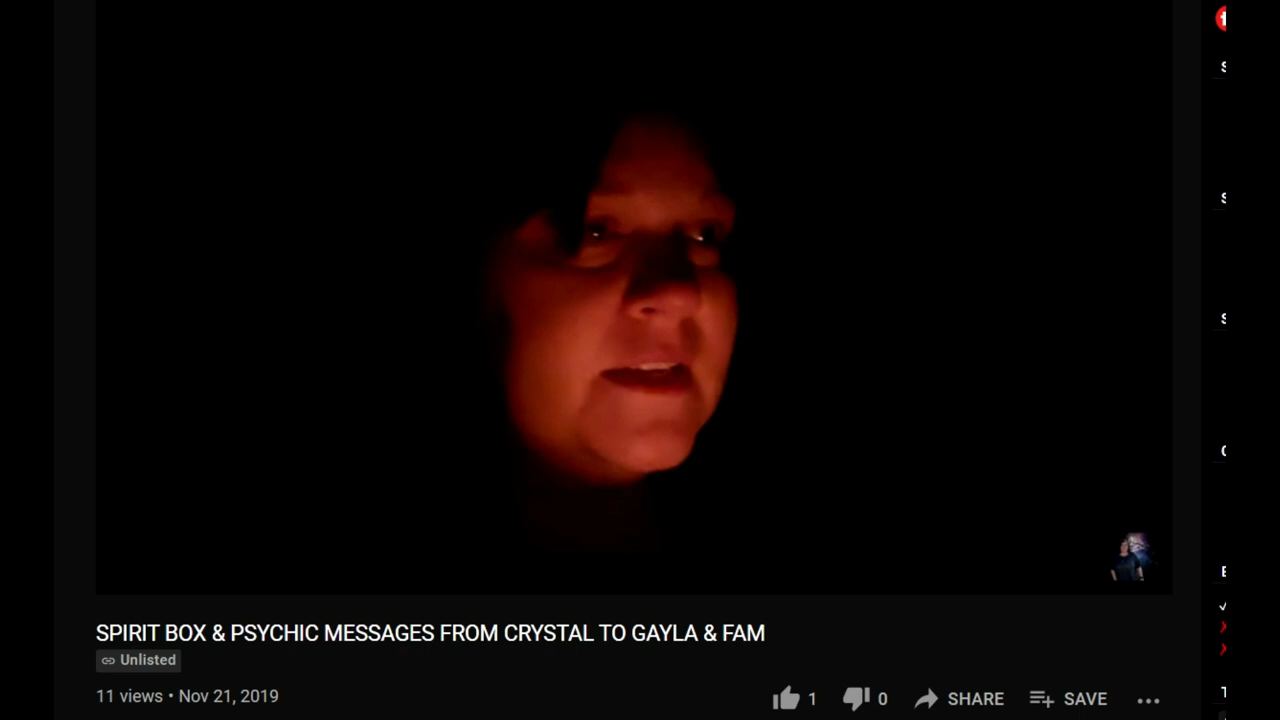 SPIRIT BOX & PSYCHIC MESSAGES FROM CRYSTAL TO GAYLA & FAM
Unlisted
11 views • Nov 21, 2019
1
0
SHARE
SAVE